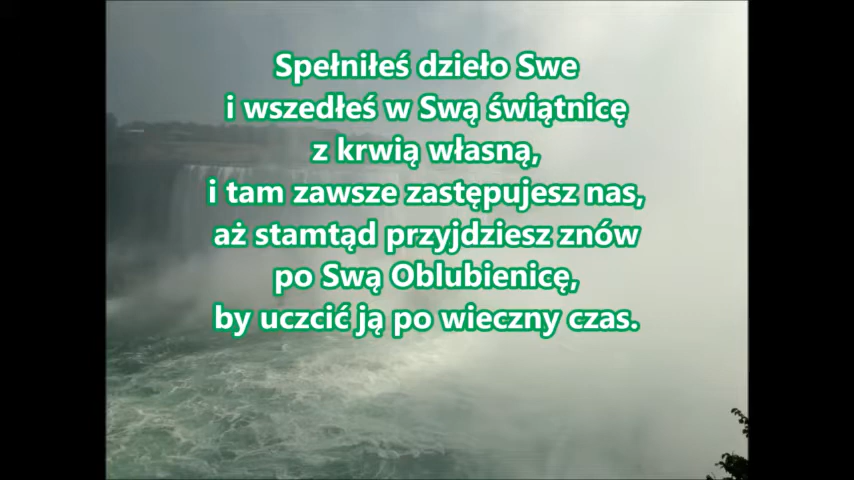 Spełniłeś dzieło Swe
i wszedłeś w Swą świątnicę
z krwią własną,
i tam zawsze zastępujesz nas,
aż stamtąd przyjdziesz znów
po Swą Oblubienicę,
by uczcić ją po wieczny czas.